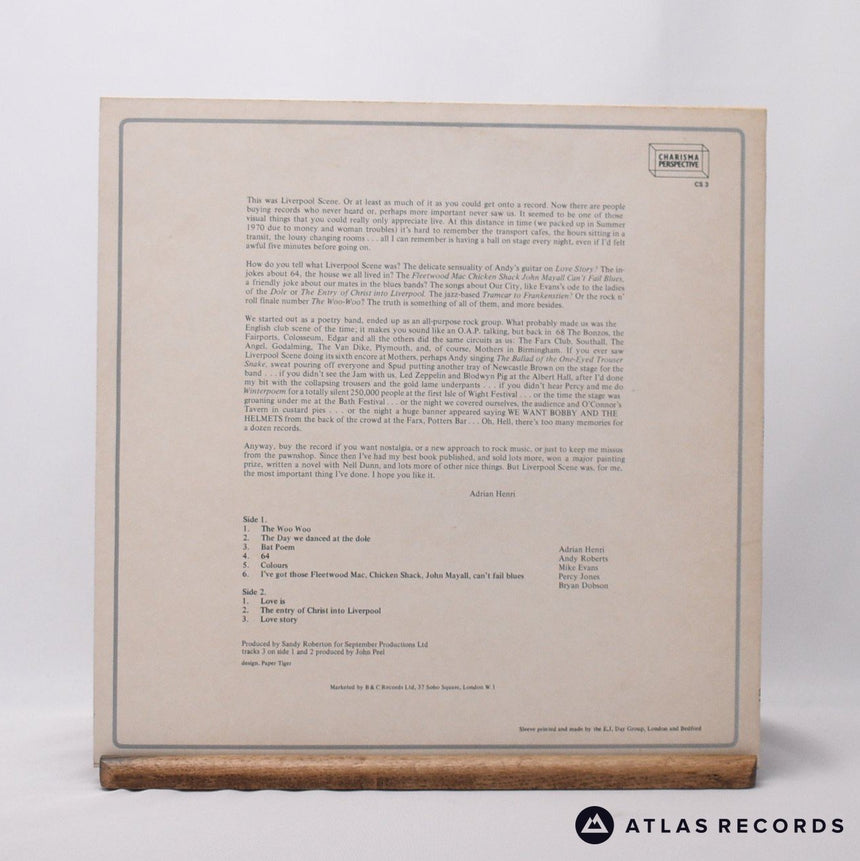 CHARISMA
PERSPECTIVE
CS 3
This was Liverpool Scene. Or at least as much of it as you could get onto a record. Now there are people
buying records who never heard or, perhaps more important never saw us. It seemed to be one of those
visual things that you could really only appreciate live. At this distance in time (we packed up in Summer
1970 due to money and woman troubles) it's hard to remember the transport cafes, the hours sitting in a
transit, the lousy changing rooms . . . all I can remember is having a ball on stage every night, even if I'd felt
awful five minutes before going on.
How do you tell what Liverpool Scene was? The delicate sensuality of Andy's guitar on Love Story? The in-
jokes about 64, the house we all lived in? The Fleetwood Mac Chicken Shack John Mayall Can't Fail Blues,
a friendly joke about our mates in the blues bands? The songs about Our City, like Evans's ode to the ladies
of the Dole or The Entry of Christ into Liverpool. The jazz-based Tramcar to Frankenstien? Or the rock n'
roll finale number The Woo-Woo? The truth is something of all of them, and more besides.
We started out as a poetry band, ended up as an all-purpose rock group. What probably made us was the
English club scene of the time; it makes you sound like an O.A.P. talking, but back in 68 The Bonzos, the
Fairports, Colosseum, Edgar and all the others did the same circuits as us: The Farx Club, Southall, The
Angel, Godalming, The Van Dike, Plymouth, and, of course, Mothers in Birmingham. If you ever saw
Liverpool Scene doing its sixth encore at Mothers, perhaps Andy singing The Ballad of the One-Eyed Trouser
Snake, sweat pouring off everyone and Spud putting another tray of Newcastle Brown on the stage for the
band . . . if you didn't see the Jam with us, Led Zeppelin and Blodwyn Pig at the Albert Hall, after I'd done
my bit with the collapsing trousers and the gold lame underpants . . . if you didn't hear Percy and me do
Winterpoem for a totally silent 250,000 people at the first Isle of Wight Festival . . . or the time the stage was
groaning under me at the Bath Festival . . . or the night we covered ourselves, the audience and O'Connor's
Tavern in custard pies . . . or the night a huge banner appeared saying WE WANT BOBBY AND THE
HELMETS from the back of the crowd at the Farx, Potters Bar . . . Oh, Hell, there's too many memories for
a dozen records.
Anyway, buy the record if you want nostalgia, or a new approach to rock music, or just to keep me missus
from the pawnshop. Since then I've had my best book published, and sold lots more, won a major painting
prize, written a novel with Neil Dunn, and lots more of other nice things. But Liverpool Scene was, for me,
the most important thing I've done. I hope you like it.
Adrian Henri
Side 1.
1. The Woo Woo
2. The Day we danced at the dole
3. Bat Poem
4. 64
5. Colours
6. I've got those Fleetwood Mac, Chicken Shack, John Mayall, can't fail blues
Side 2.
1. Love is
2. The entry of Christ into Liverpool
3. Love story
Adrian Henri
Andy Roberts
Mike Evans
Percy Jones
Bryan Dobson
Produced by Sandy Roberton for September Productions Ltd
tracks 3 on side 1 and 2 produced by John Peel
design, Paper Tiger
Marketed by B & C Records Ltd, 37 Soho Square, London W.1
Sleeve printed and made by the E.J. Day Group, London and Bedford
ATLAS RECORDS